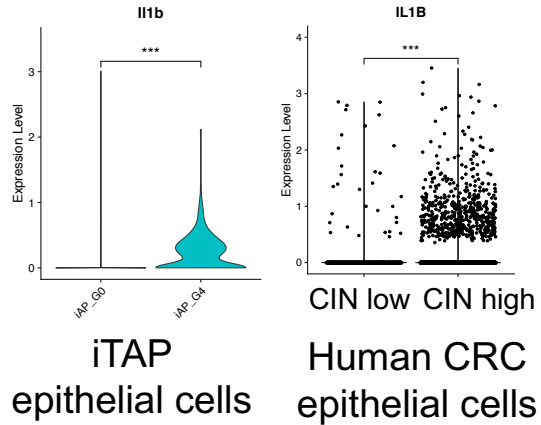 Il1b
***
Expression Level
3
2
1
0
iAP_G0
iAP_G4
iTAP
epithelial cells
IL1B
***
Expression Level
4
3
2
1
0
CIN low
CIN high
Human CRC
epithelial cells